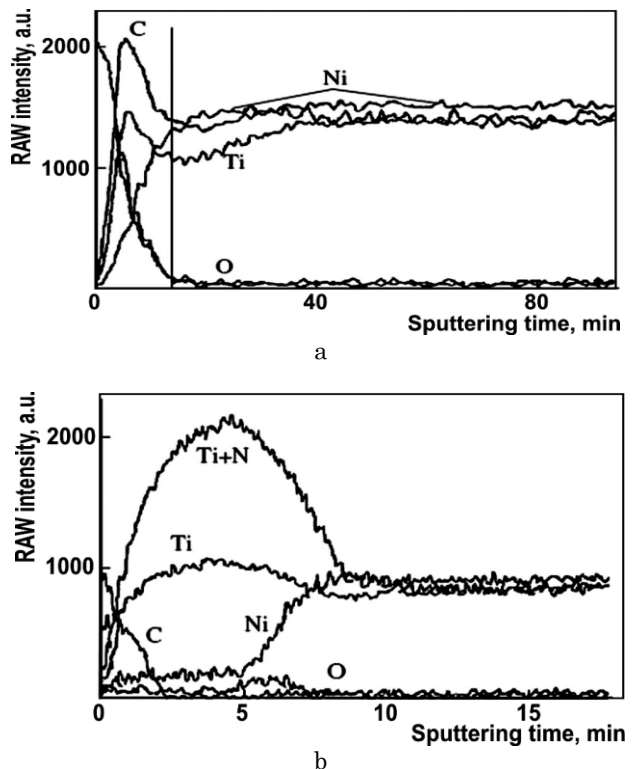 RAW intensity, a.u.
2000
1000
0
C
Ni
Ti
O
40
80
Sputtering time, min
a
RAW intensity, a.u.
2000
1000
0
Ti+N
Ti
C
Ni
O
0
5
10
15
Sputtering time, min
b